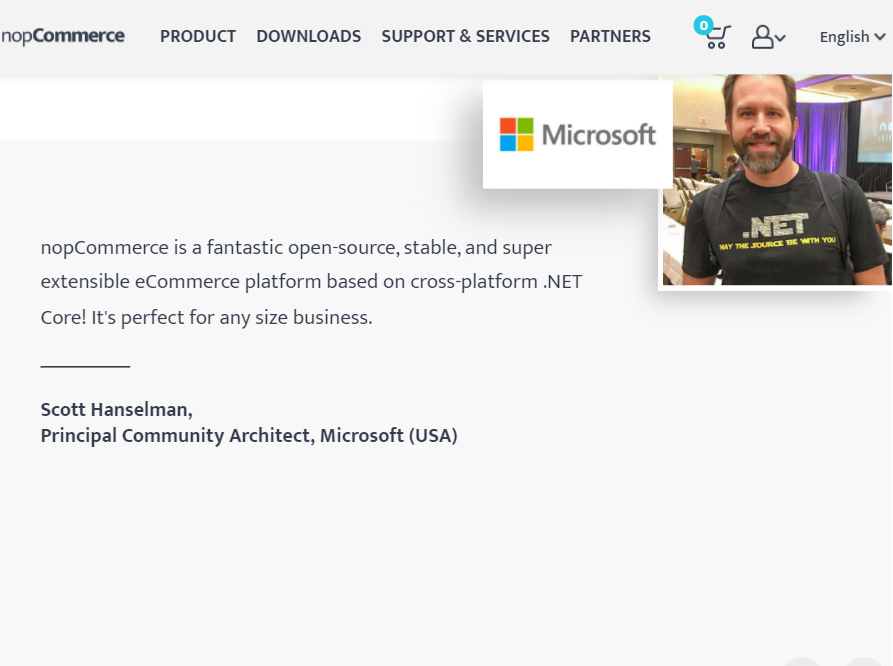 nopCommerce PRODUCT DOWNLOADS SUPPORT & SERVICES PARTNERS 0 English
Microsoft
.NET
MAY THE SOURCE BE WITH YOU
nopCommerce is a fantastic open-source, stable, and super
extensible eCommerce platform based on cross-platform .NET
Core! It's perfect for any size business.
Scott Hanselman,
Principal Community Architect, Microsoft (USA)